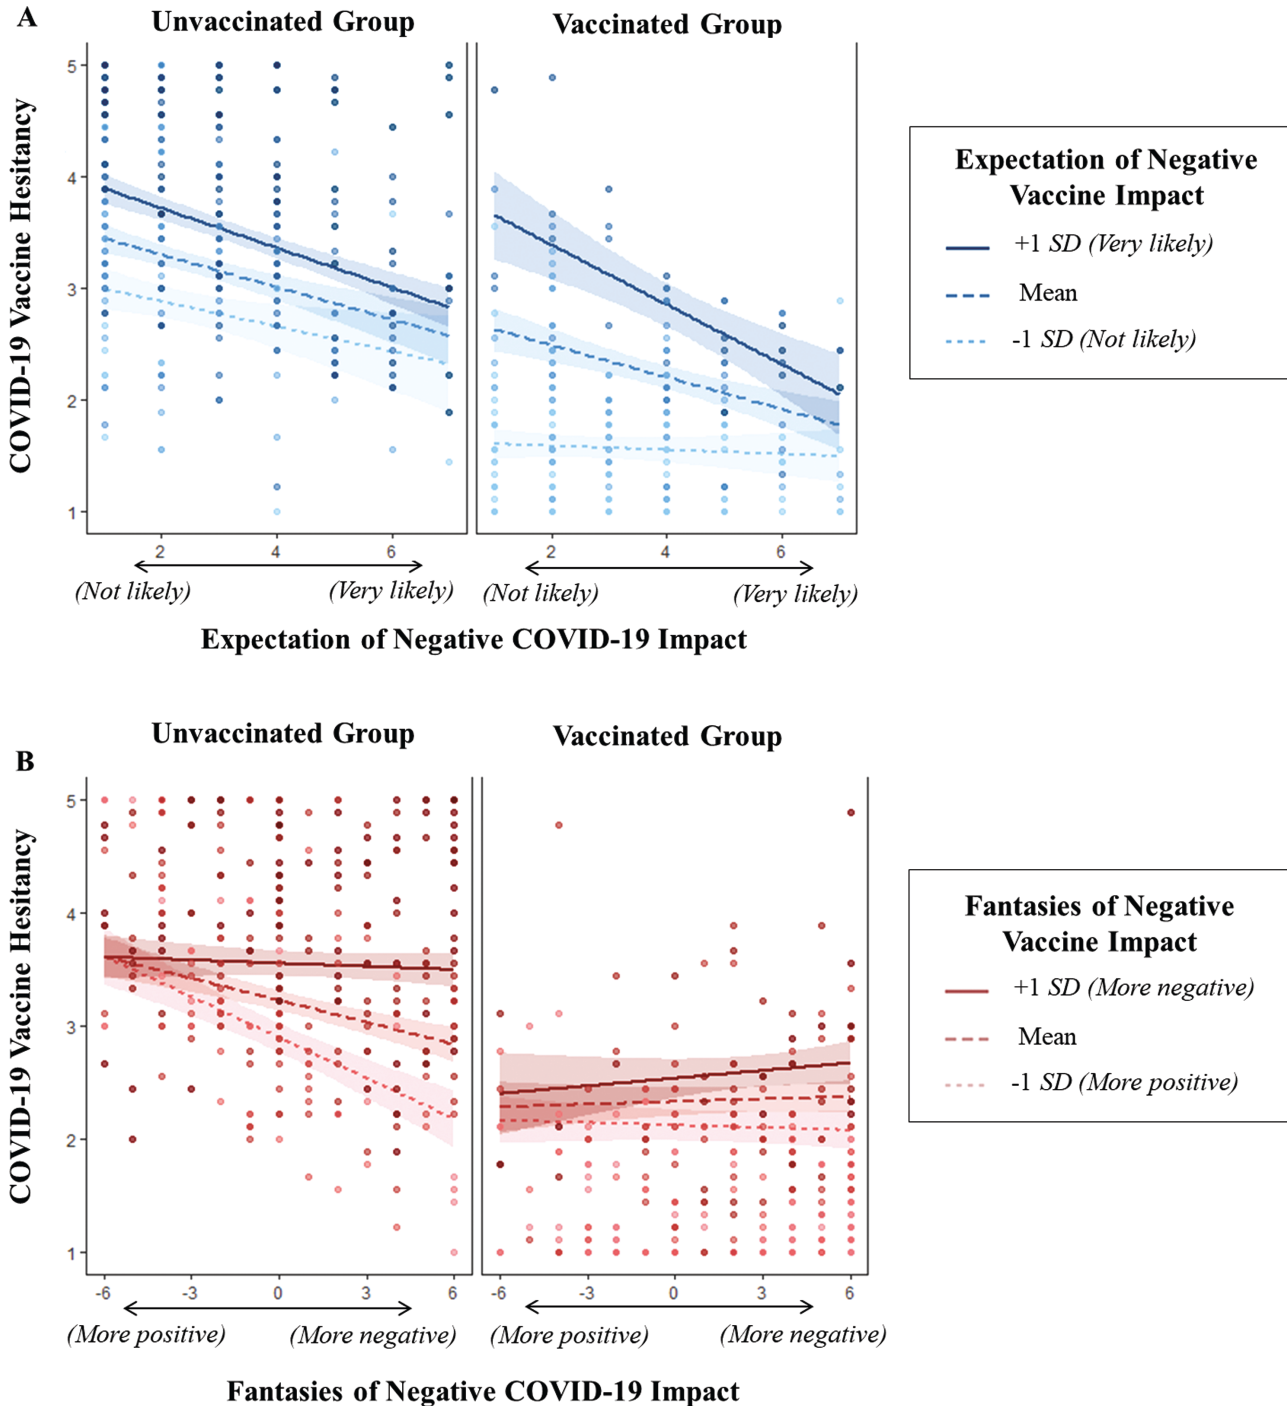 A
Unvaccinated Group
Vaccinated Group
COVID-19 Vaccine Hesitancy
5
4
3
2
1
2 4 6
2 4 6
(Not likely) (Very likely)
(Not likely) (Very likely)
Expectation of Negative COVID-19 Impact
Expectation of Negative
Vaccine Impact
+1 SD (Very likely)
Mean
-1 SD (Not likely)
B
Unvaccinated Group
Vaccinated Group
COVID-19 Vaccine Hesitancy
5
4
3
2
1
-6 -3 0 3 6
-6 -3 0 3 6
(More positive) (More negative)
(More positive) (More negative)
Fantasies of Negative COVID-19 Impact
Fantasies of Negative
Vaccine Impact
+1 SD (More negative)
Mean
-1 SD (More positive)